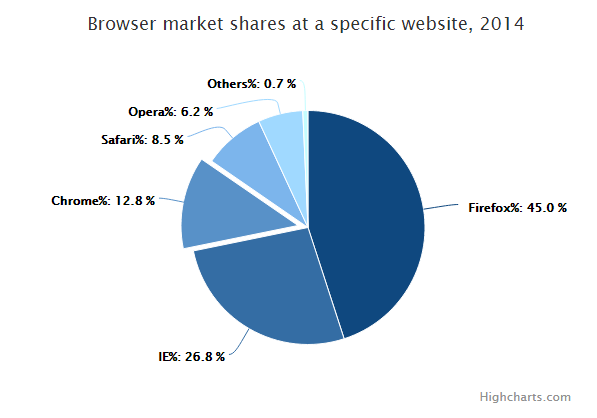 Browser market shares at a specific website, 2014
Others%: 0.7 %
Opera%: 6.2 %
Safari%: 8.5 %
Chrome%: 12.8 %
Firefox%: 45.0 %
IE%: 26.8 %
Highcharts.com